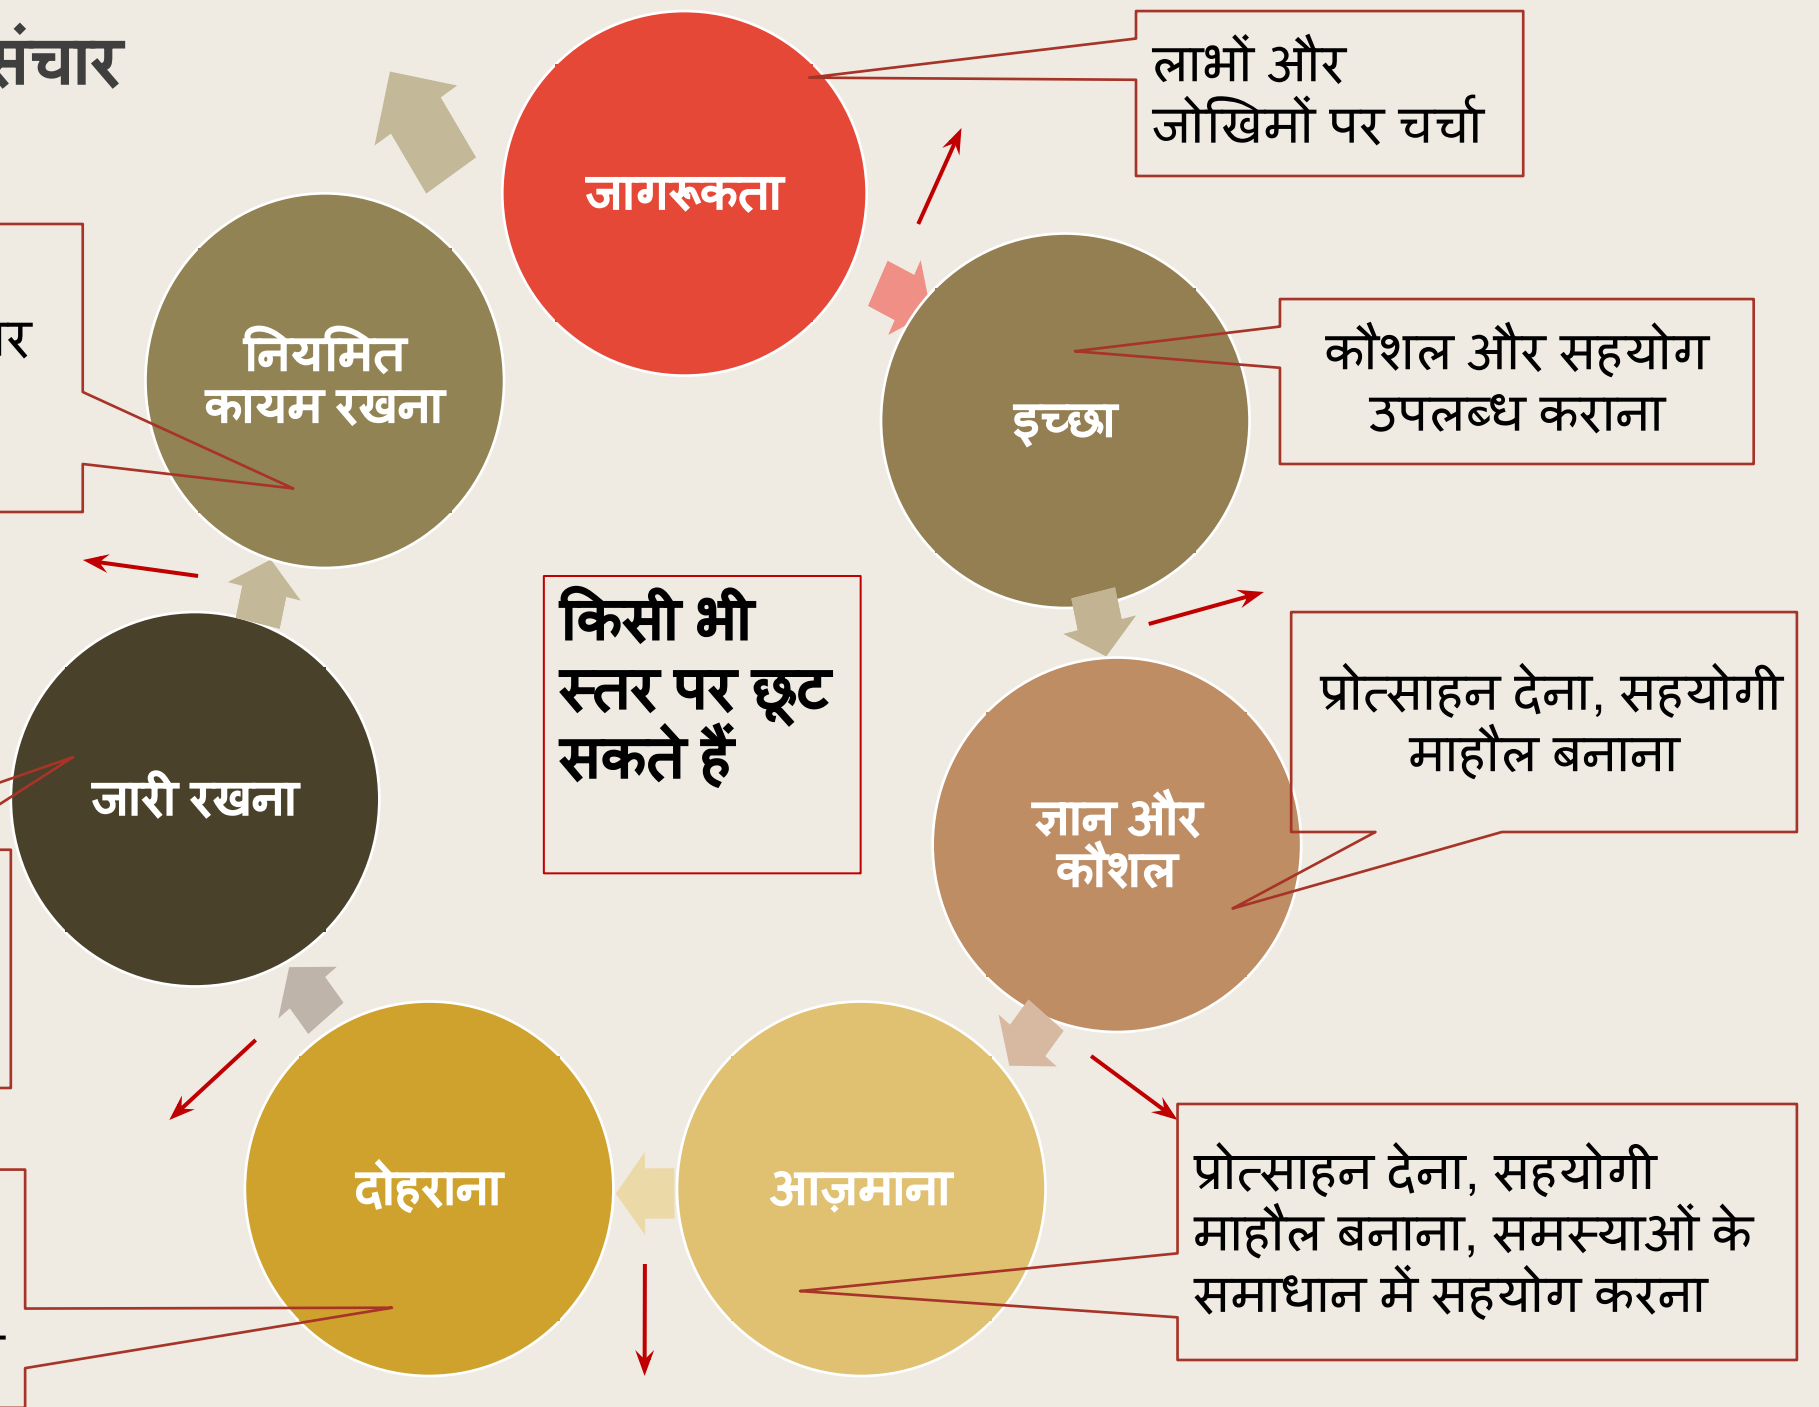 संचार
जागरूकता
लाभों और
जोखिमों पर चर्चा
इच्छा
कौशल और सहयोग
उपलब्ध कराना
ज्ञान और
कौशल
प्रोत्साहन देना, सहयोगी
माहौल बनाना
आज़माना
प्रोत्साहन देना, सहयोगी
माहौल बनाना, समस्याओं के
समाधान में सहयोग करना
दोहराना
जारी रखना
नियमित
कायम रखना
किसी भी
स्तर पर छूट
सकते हैं